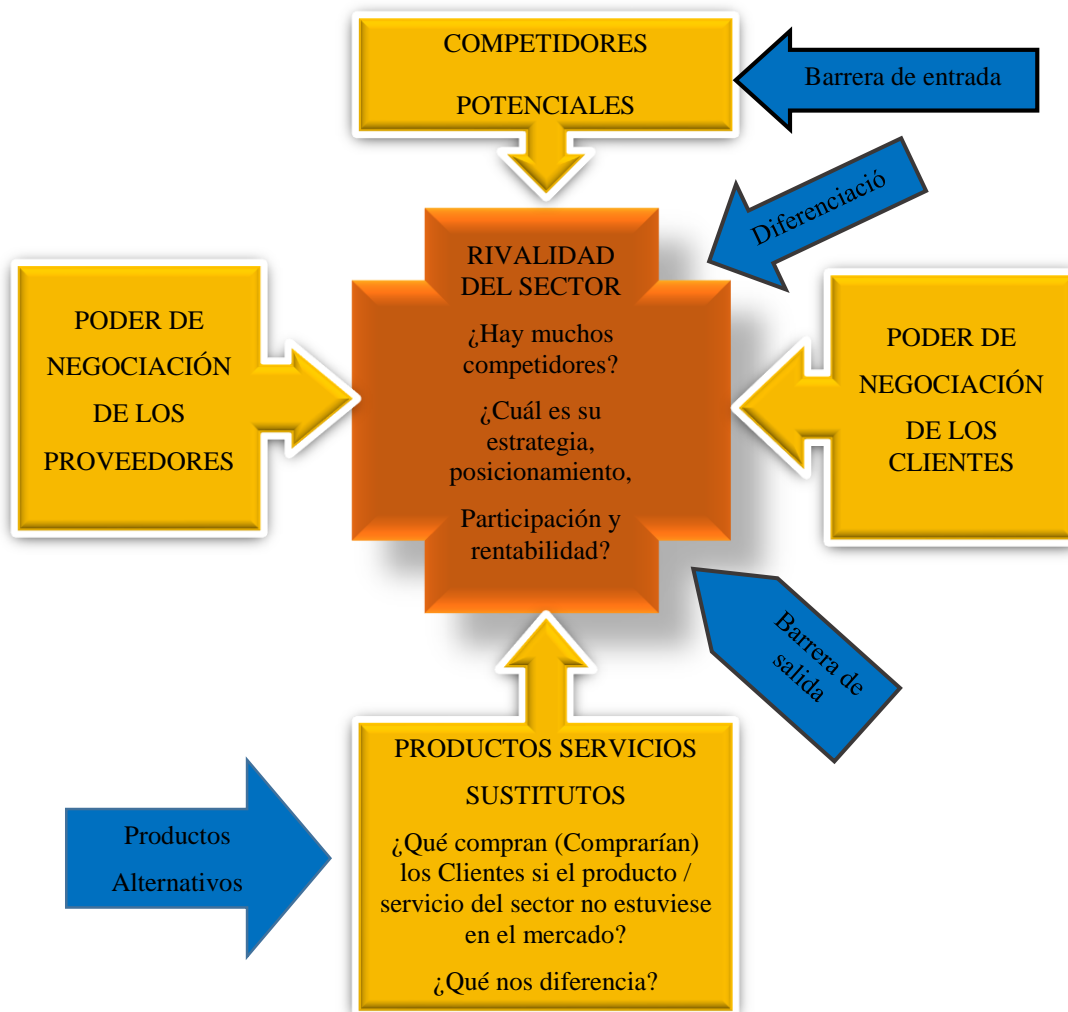 COMPETIDORES
POTENCIALES
Barrera de entrada
Diferenciació
RIVALIDAD
DEL SECTOR
¿Hay muchos
competidores?
¿Cuál es su
estrategia,
posicionamiento,
Participación y
rentabilidad?
PODER DE
NEGOCIACIÓN
DE LOS
PROVEEDORES
PODER DE
NEGOCIACIÓN
DE LOS
CLIENTES
Barrera de
salida
PRODUCTOS SERVICIOS
SUSTITUTOS
¿Qué compran (Comprarían)
los Clientes si el producto /
servicio del sector no estuviese
en el mercado?
¿Qué nos diferencia?
Productos
Alternativos